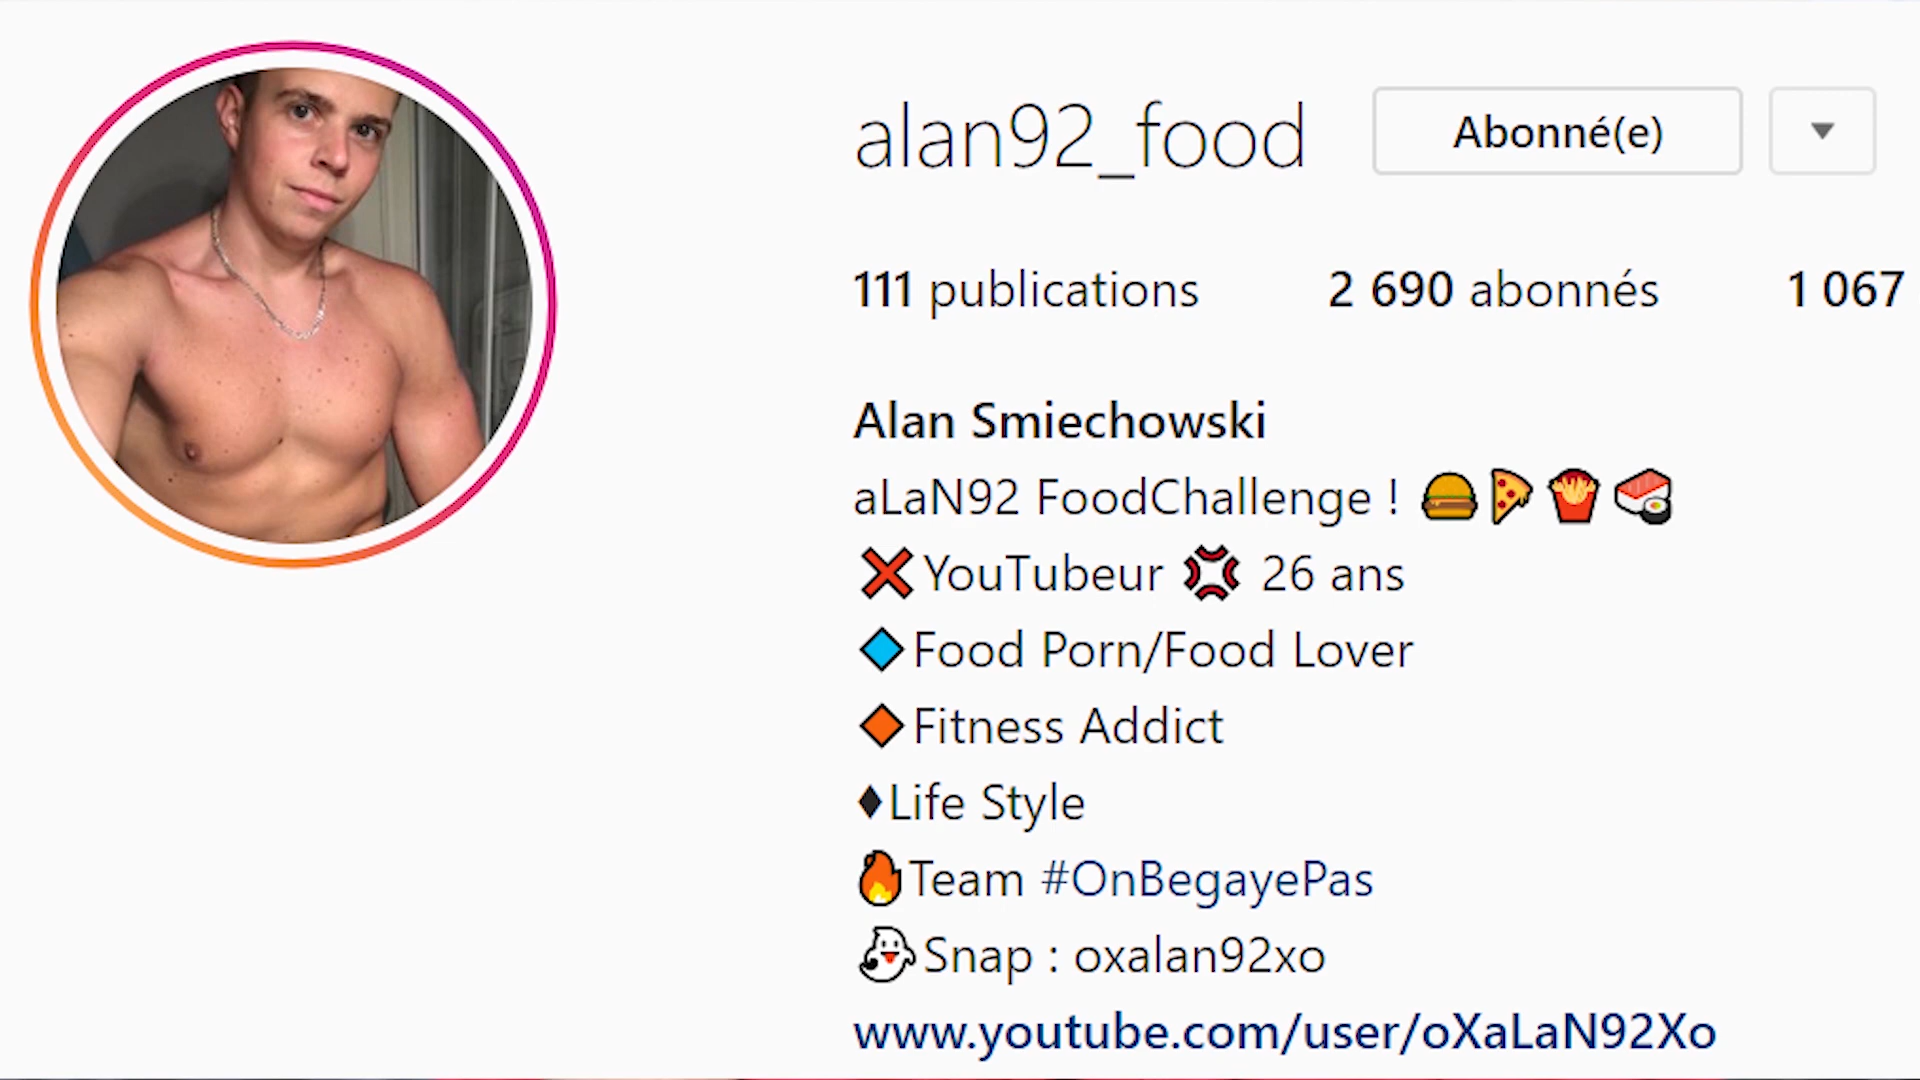 alan92_food Abonné(e)
111 publications 2 690 abonnés 1 067
Alan Smiechowski
aLaN92 FoodChallenge ! 🍔🍕🍟🍣
❌YouTubeur 💢 26 ans
🔷Food Porn/Food Lover
🔶Fitness Addict
♦Life Style
🔥Team #OnBegayePas
👻Snap : oxalan92xo
www.youtube.com/user/oXaLaN92Xo